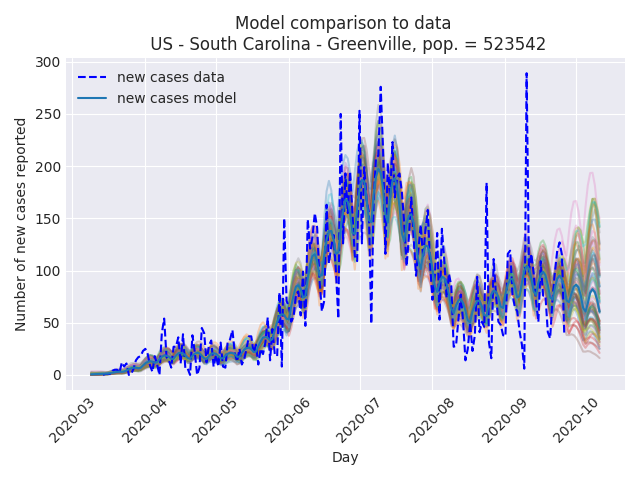 Model comparison to data
US - South Carolina - Greenville, pop. = 523542
new cases data
new cases model
Number of new cases reported
300
250
200
150
100
50
0
2020-03
2020-04
2020-05
2020-06
2020-07
2020-08
2020-09
2020-10
Day